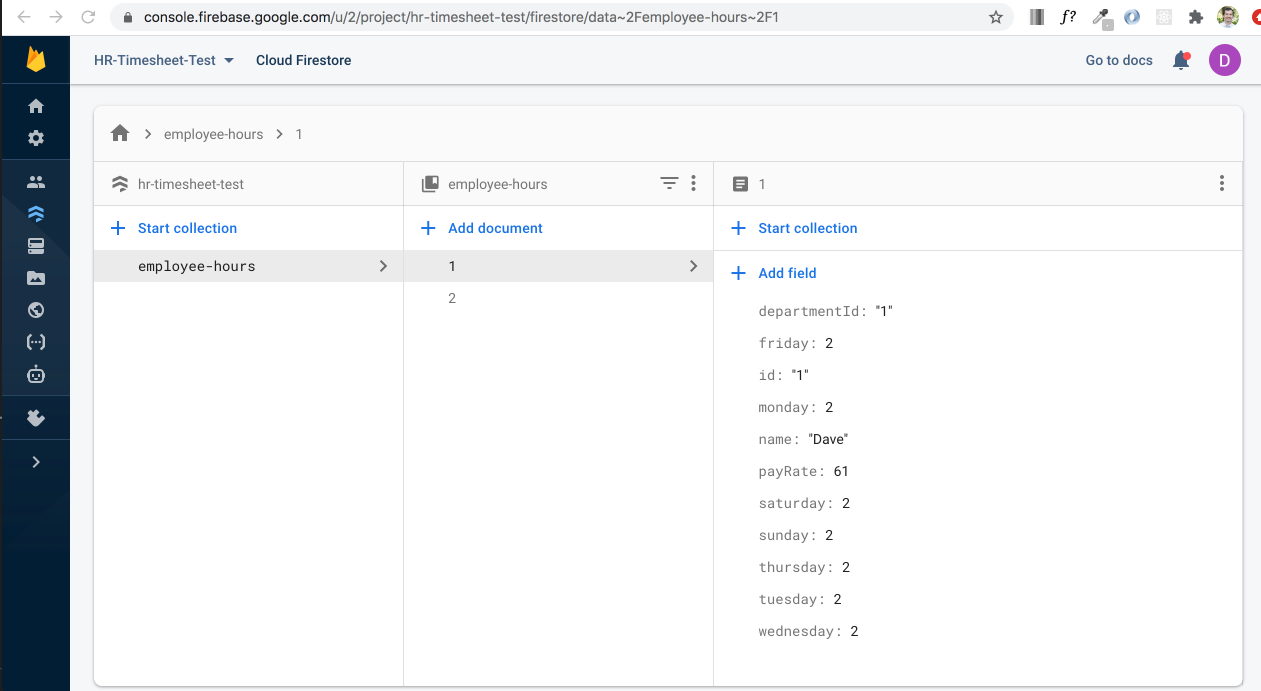 console.firebase.google.com/u/2/project/hr-timesheet-test/firestore/data~2Femployee-hours~2F1
f?
HR-Timesheet-Test Cloud Firestore Go to docs D
employee-hours 1
hr-timesheet-test employee-hours 1
+ Start collection + Add document + Start collection
employee-hours 1
2
+ Add field
departmentId: "1"
friday: 2
id: "1"
monday: 2
name: "Dave"
payRate: 61
saturday: 2
sunday: 2
thursday: 2
tuesday: 2
wednesday: 2